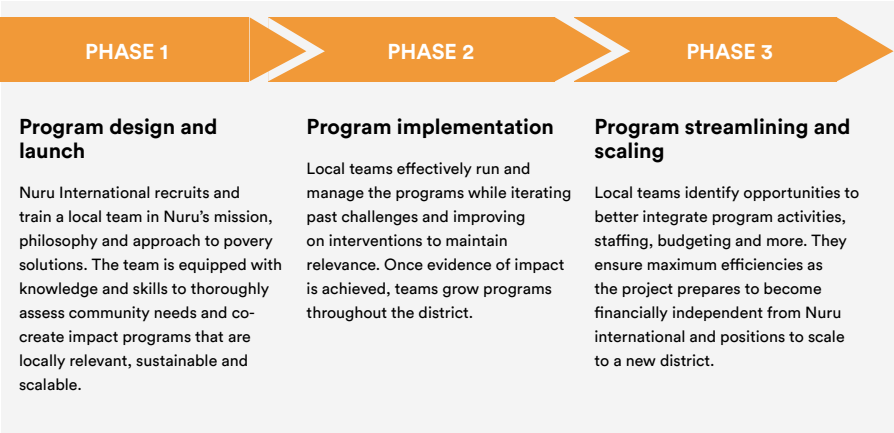 PHASE 1
PHASE 2
PHASE 3
Program design and
launch
Nuru International recruits and
train a local team in Nuru's mission,
philosophy and approach to povery
solutions. The team is equipped with
knowledge and skills to thoroughly
assess community needs and co-
create impact programs that are
locally relevant, sustainable and
scalable.
Program implementation
Local teams effectively run and
manage the programs while iterating
past challenges and improving
on interventions to maintain
relevance. Once evidence of impact
is achieved, teams grow programs
throughout the district.
Program streamlining and
scaling
Local teams identify opportunities to
better integrate program activities,
staffing, budgeting and more. They
ensure maximum efficiencies as
the project prepares to become
financially independent from Nuru
international and positions to scale
to a new district.